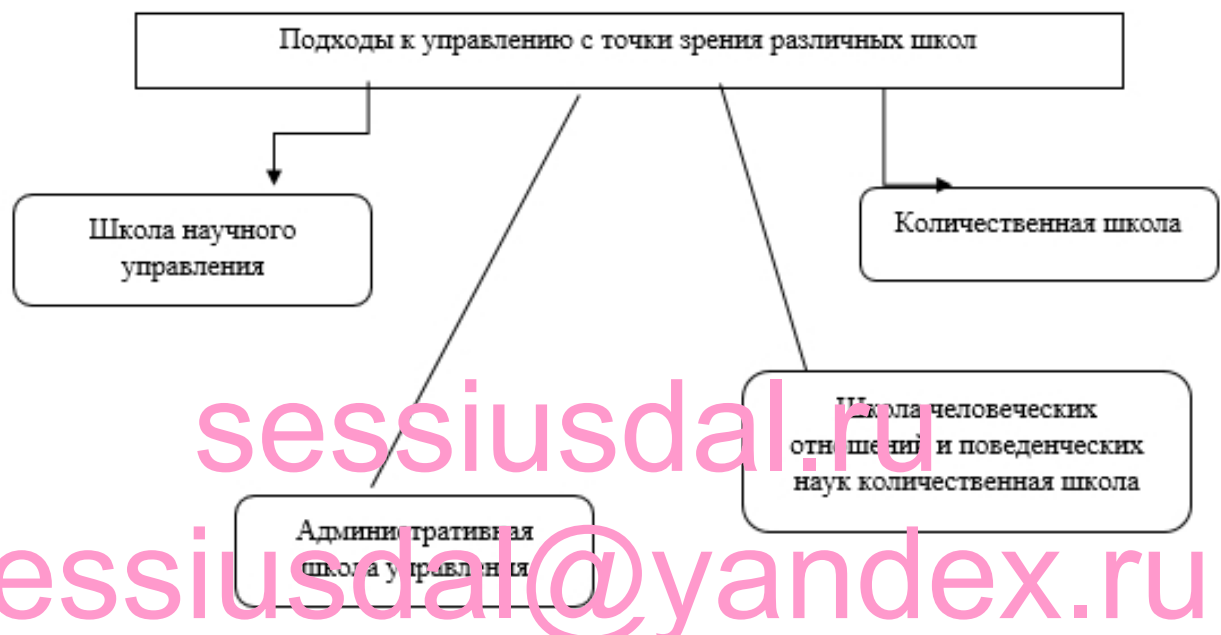 Подходы к управлению с точки зрения различных школ
Школа научного
управления
Количественная школа
Школа человеческих
отношений и поведенческих
наук количественная школа
Административная
школа управления
sessiusdal.ru
essiusdal@yandex.ru